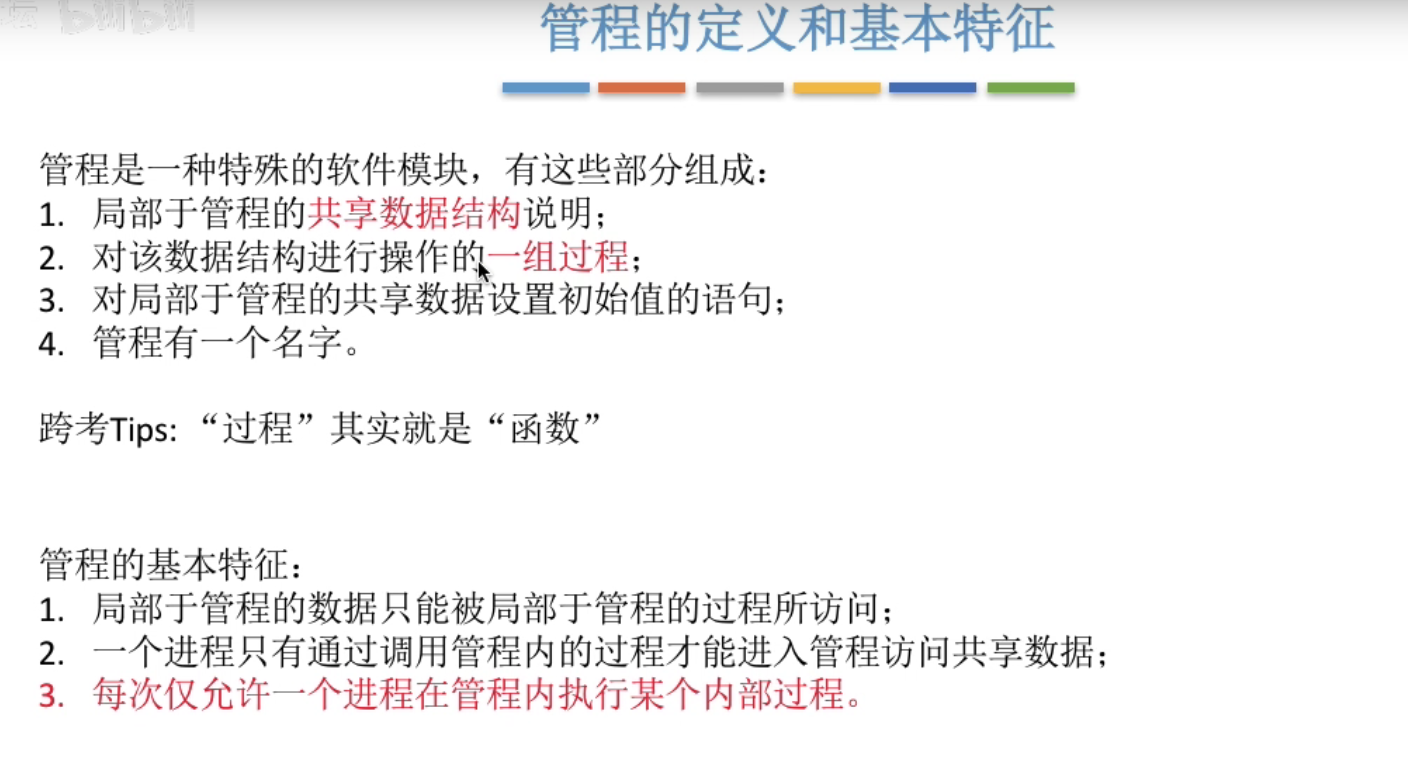 bilibili
管程的定义和基本特征
管程是一种特殊的软件模块，有这些部分组成：
1. 局部于管程的共享数据结构说明；
2. 对该数据结构进行操作的一组过程；
3. 对局部于管程的共享数据设置初始值的语句；
4. 管程有一个名字。
跨考Tips: “过程”其实就是“函数”
管程的基本特征：
1. 局部于管程的数据只能被局部于管程的过程所访问；
2. 一个进程只有通过调用管程内的过程才能进入管程访问共享数据；
3. 每次仅允许一个进程在管程内执行某个内部过程。